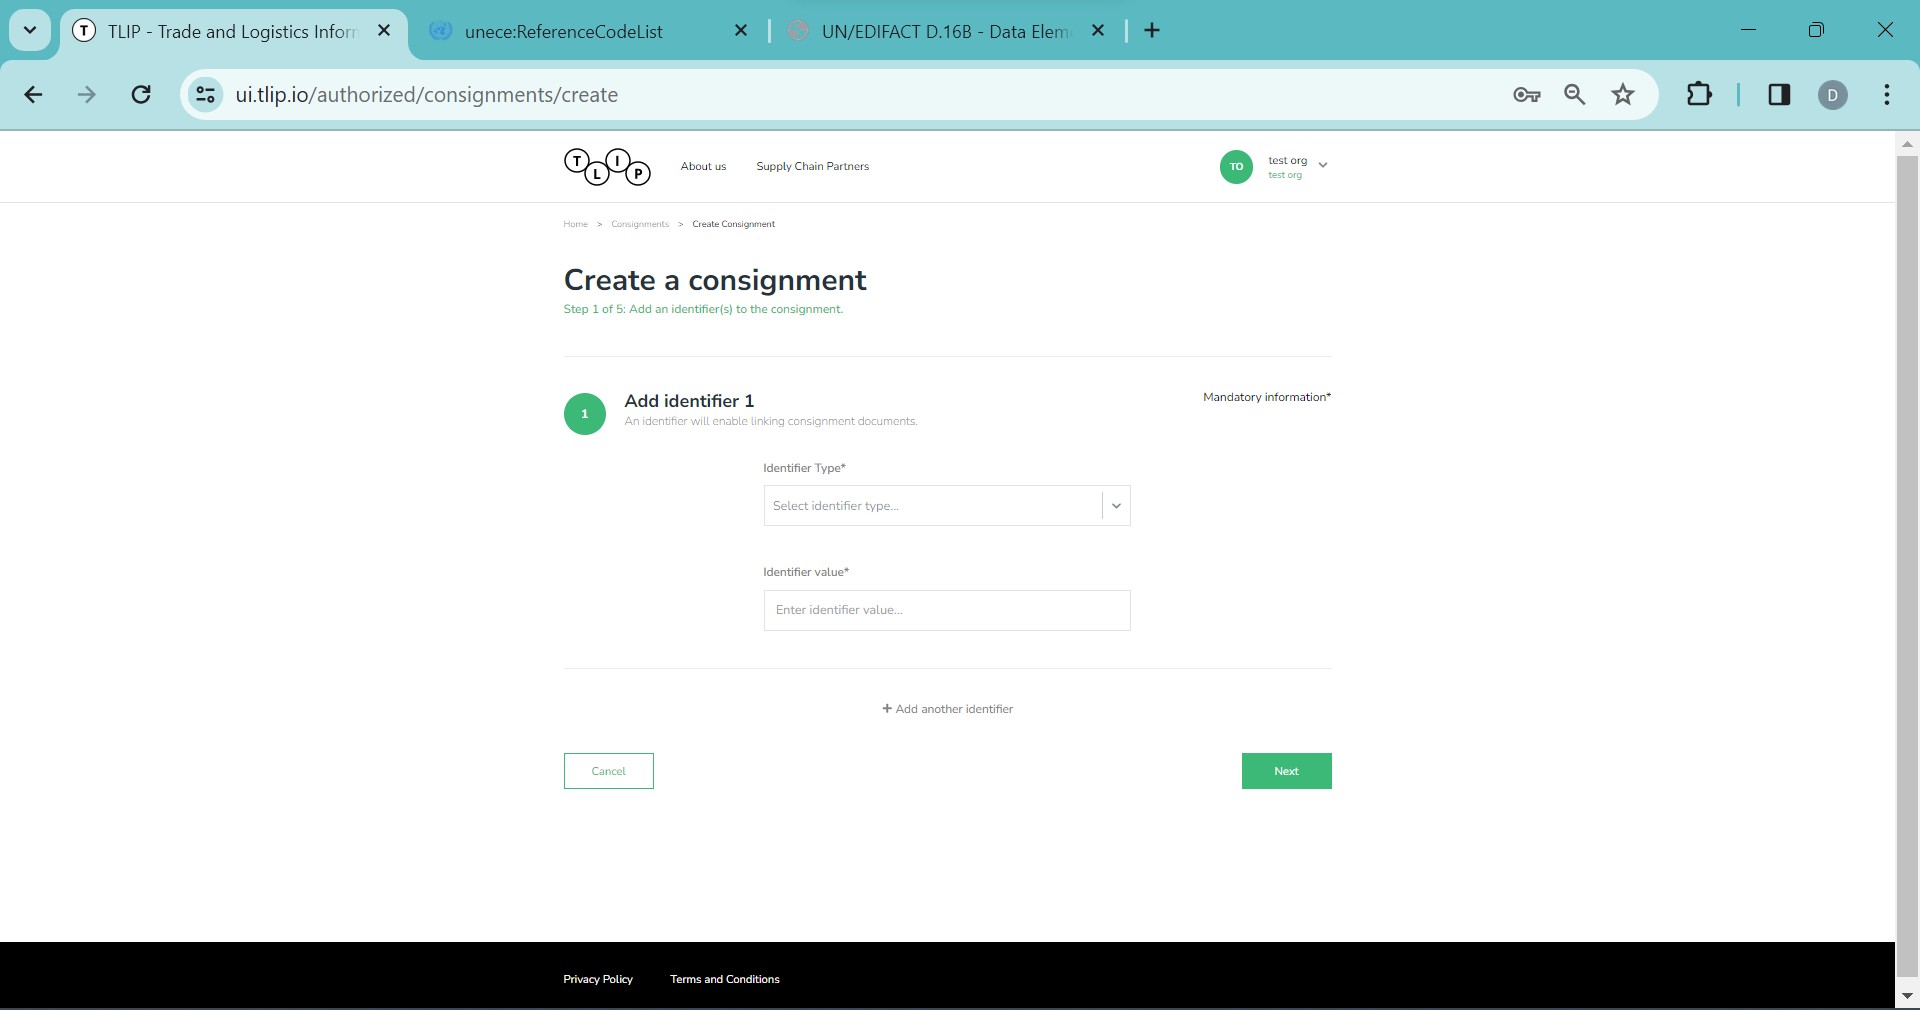 TLIP - Trade and Logistics Inforr
unece:ReferenceCodeList
UN/EDIFACT D.16B - Data Elem
ui.tlip.io/authorized/consignments/create
D
T L I P
About us
Supply Chain Partners
TO
test org
test org
Home > Consignments > Create Consignment
Create a consignment
Step 1 of 5: Add an identifier(s) to the consignment.
1
Add identifier 1
Mandatory information*
An identifier will enable linking consignment documents.
Identifier Type*
Select identifier type...
Identifier value*
Enter identifier value...
+ Add another identifier
Cancel
Next
Privacy Policy
Terms and Conditions